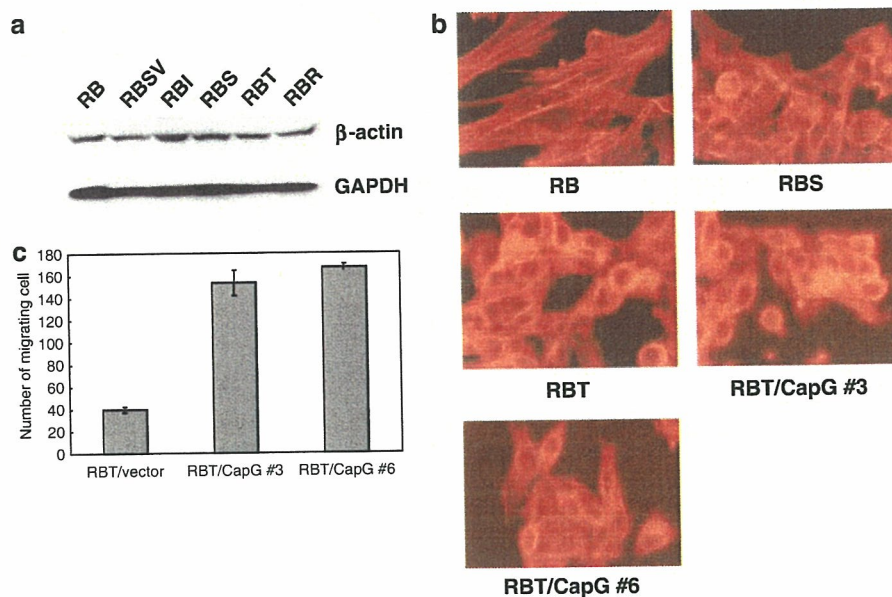 a
RB RBSV RBI RBS RBT RBR
β-actin
GAPDH
b
RB
RBS
RBT
RBT/CapG #3
RBT/CapG #6
c
Number of migrating cell
180
160
140
120
100
80
60
40
20
0
RBT/vector RBT/CapG #3 RBT/CapG #6